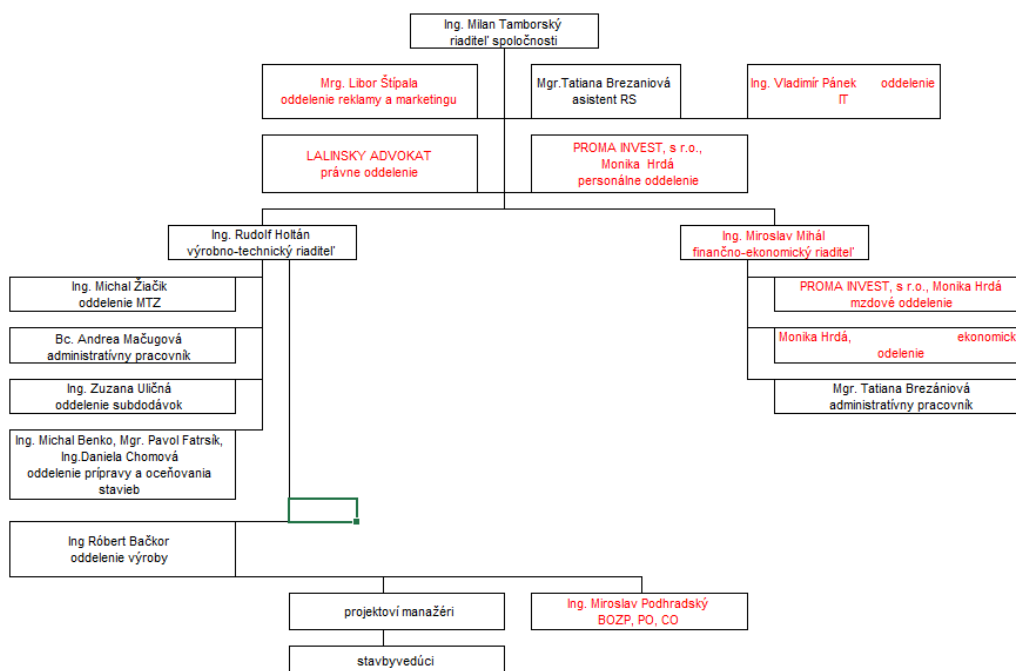 Ing. Milan Tamborský
riaditeľ spoločnosti
Mrg. Libor Štípala
oddelenie reklamy a marketingu
Mgr.Tatiana Brezaniová
asistent RS
Ing. Vladimír Pánek oddelenie
IT
LALINSKY ADVOKAT
právne oddelenie
PROMA INVEST, s r.o.,
Monika Hrdá
personálne oddelenie
Ing. Rudolf Holtán
výrobno-technický riaditeľ
Ing. Miroslav Mihál
finančno-ekonomický riaditeľ
Ing. Michal Žiačik
oddelenie MTZ
Bc. Andrea Mačugová
administratívny pracovník
Ing. Zuzana Uličná
oddelenie subdodávok
Ing. Michal Benko, Mgr. Pavol Fatrsík,
Ing.Daniela Chomová
oddelenie prípravy a oceňovania
stavieb
PROMA INVEST, s r.o., Monika Hrdá
mzdové oddelenie
Monika Hrdá, ekonomick
odelenie
Mgr. Tatiana Brezániová
administratívny pracovník
Ing Róbert Bačkor
oddelenie výroby
projektoví manažéri
Ing. Miroslav Podhradský
BOZP, PO, CO
stavbyvedúci